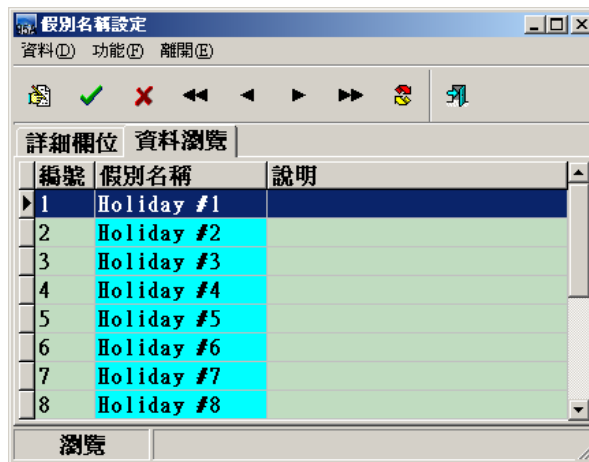 假別名稱設定
資料(D) 功能(F) 離開(E)
詳細欄位 資料瀏覽
編號 假別名稱 說明
1 Holiday #1
2 Holiday #2
3 Holiday #3
4 Holiday #4
5 Holiday #5
6 Holiday #6
7 Holiday #7
8 Holiday #8
瀏覽